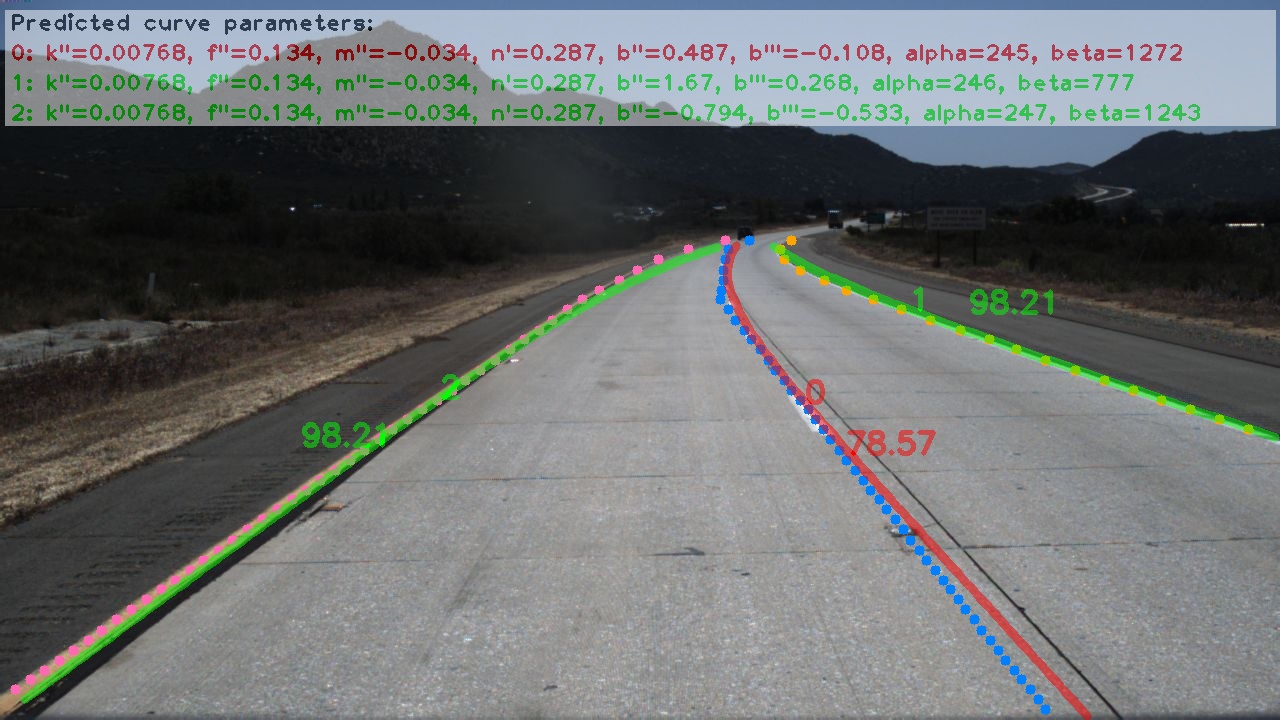 Predicted curve parameters:
0: k''=0.00768, f''=0.134, m''=-0.034, n'=0.287, b''=0.487, b'''=-0.108, alpha=245, beta=1272
1: k''=0.00768, f''=0.134, m''=-0.034, n'=0.287, b''=1.67, b'''=0.268, alpha=246, beta=777
2: k''=0.00768, f''=0.134, m''=-0.034, n'=0.287, b''=-0.794, b'''=-0.533, alpha=247, beta=1243
1 98.21
2
0
98.21
78.57